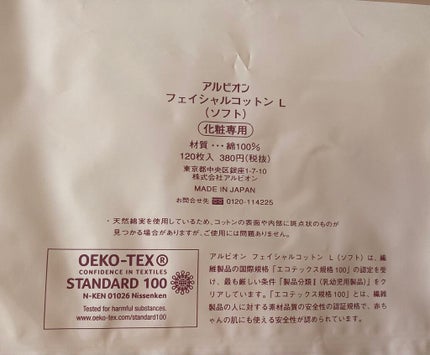 アルビオン
フェイシャルコットン L
（ソフト）
化粧専用
材質・・・綿100％
120枚入 380円（税抜）
東京都中央区銀座1-7-10
株式会社アルビオン
MADE IN JAPAN
お問合せ先 0120-114225
・天然綿実を使用しているため、コットンの表面や内部に斑点状のものが
見つかる場合がありますが、ご使用には問題ありません。
OEKO-TEX®
CONFIDENCE IN TEXTILES
STANDARD 100
N-KEN 01026 Nissenken
Tested for harmful substances.
www.oeko-tex.com/standard100
アルビオン フェイシャルコットン L（ソフト）は、繊
維製品の国際規格「エコテックス規格100」の認定を受
け、最も厳しい条件「製品分類Ⅰ（乳幼児用製品）」をク
リアしています。「エコテックス規格100」とは、繊維
製品の人に対する素材品質の安全性の認証規格で、赤ち
ゃんの肌にも使える安全性が認められています。